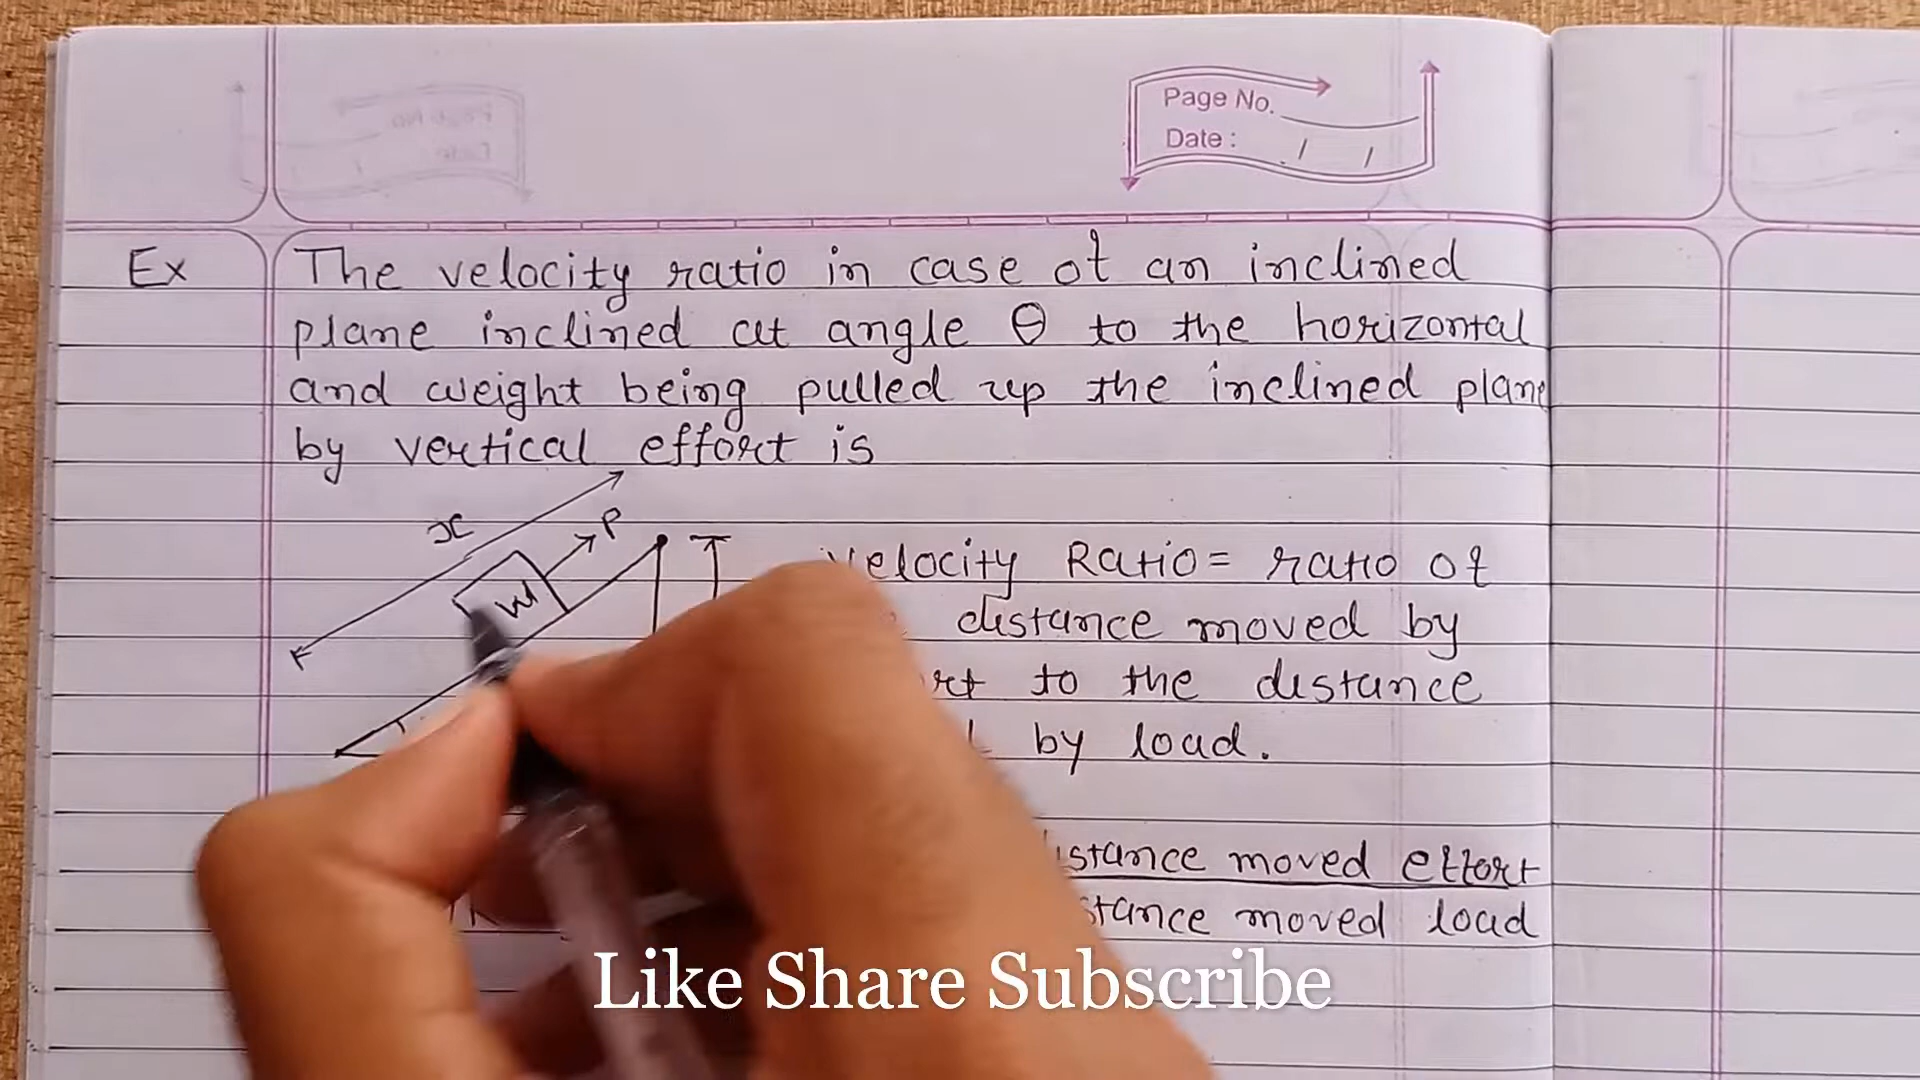 Page No.
Date : / /
Ex The velocity ratio in case of an inclined
plane inclined at angle θ to the horizontal
and weight being pulled up the inclined plane
by vertical effort is
x
P
W
Velocity Ratio = ratio of
distance moved by
to the distance
by load.
distance moved effort
distance moved load
Like Share Subscribe